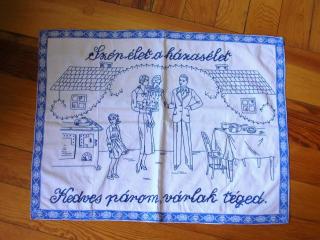 Szép élet a házasélet
Kedves párom várlak téged.